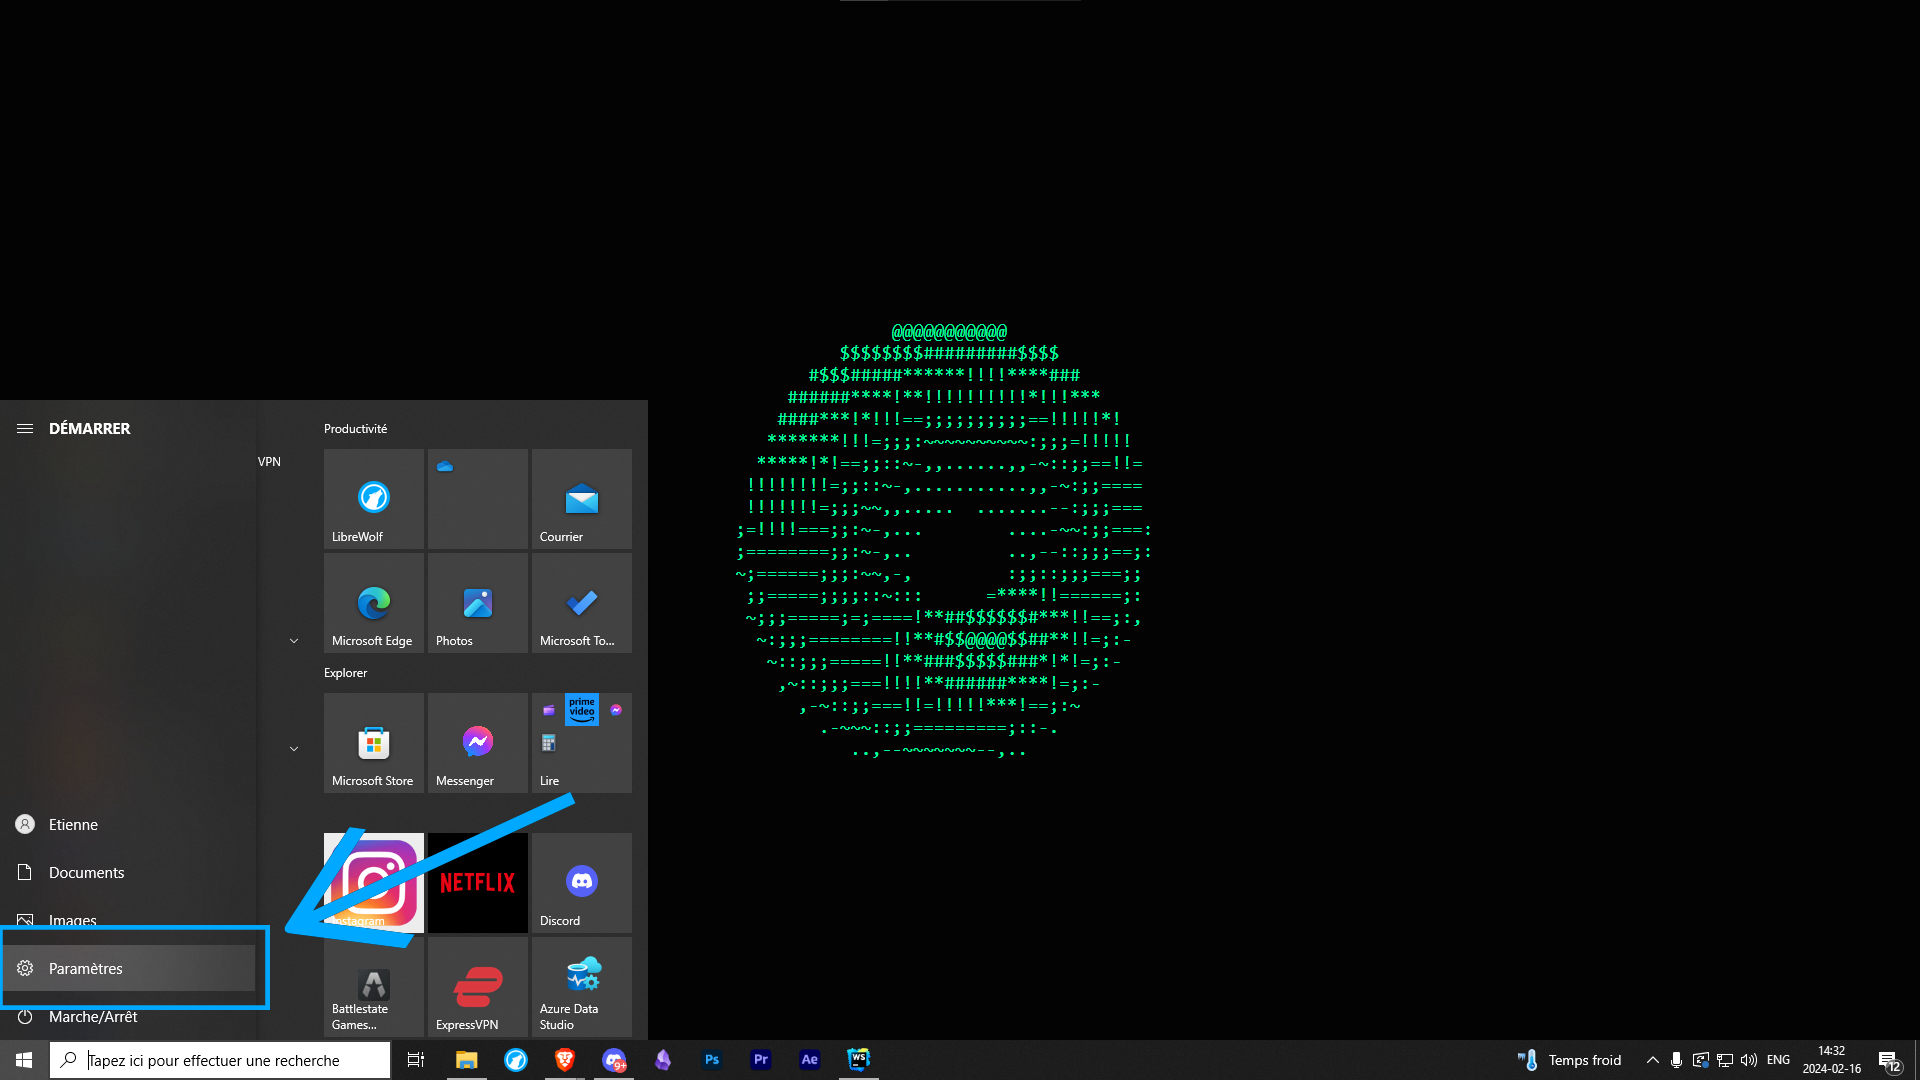 @@@@@@@@@@@
$$$$$$$$#########$$$$
#$$$#####******!!!!****###
######****!**!!!!!!!!!!*!!!***
####***!*!!!==;;;;;;;;;;==!!!!!*!
*******!!!=;;;:~~~~~~~~~~:;;;=!!!!!
*****!*!==;;::~-,,......,,-~::;;==!!=
!!!!!!!!=;;::~-,...........,,-~:;;====
!!!!!!!=;;;~~,,..... .......--:;;;===
;=!!!!===;;:~-,... ....-~~:;;===:
;========;;:~-,.. ..,--::;;;==;:
~;======;;;:~~,-, :;;::;;;===;;
;;=====;;;;::~::: =****!!======;:
~;;;=====;=;====!**##$$$$$$#***!!==;:,
~:;;;========!!**#$$@@@@$$##**!!=;:-
~::;;;=====!!**###$$$$$###*!*!=;:-
,~::;;;===!!!!**######****!=;:-
,-~::;;===!!=!!!!!***!==;:~
.-~~~::;;=========;::-.
..,--~~~~~~~--,..
DÉMARRER
VPN
Etienne
Documents
Images
Paramètres
Marche/Arrêt
Productivité
LibreWolf
Courrier
Microsoft Edge
Photos
Microsoft To...
Explorer
prime
video
Microsoft Store
Messenger
Lire
Instagram
NETFLIX
Discord
Battlestate
Games...
ExpressVPN
Azure Data
Studio
Tapez ici pour effectuer une recherche
9+
Ps
Pr
Ae
WS
Temps froid
ENG
14:32
2024-02-16
12